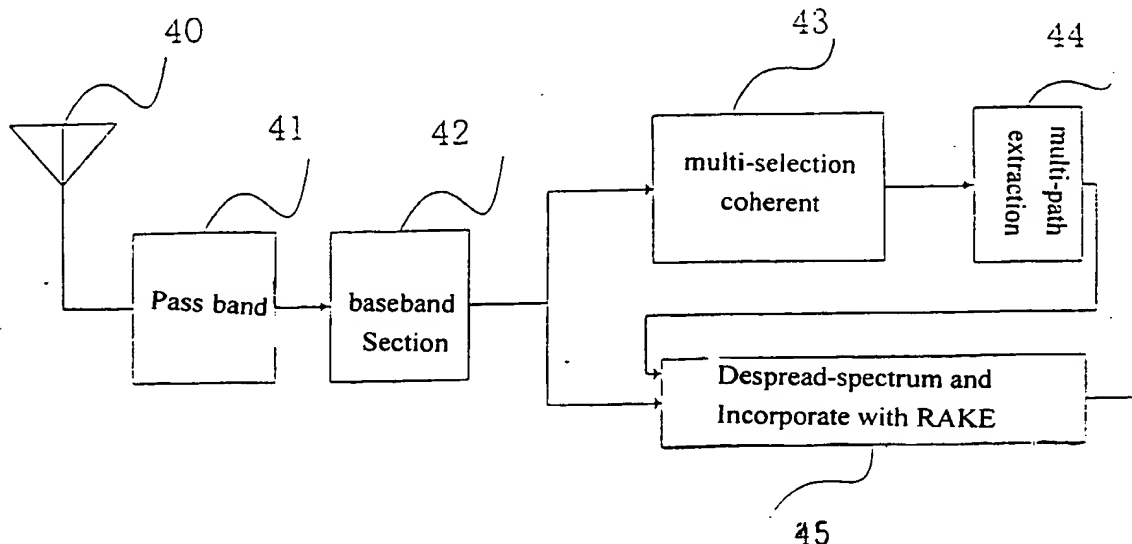 40
41
42
43
44
Pass band
baseband
Section
multi-selection
coherent
multi-path
extraction
Despread-spectrum and
Incorporate with RAKE
45